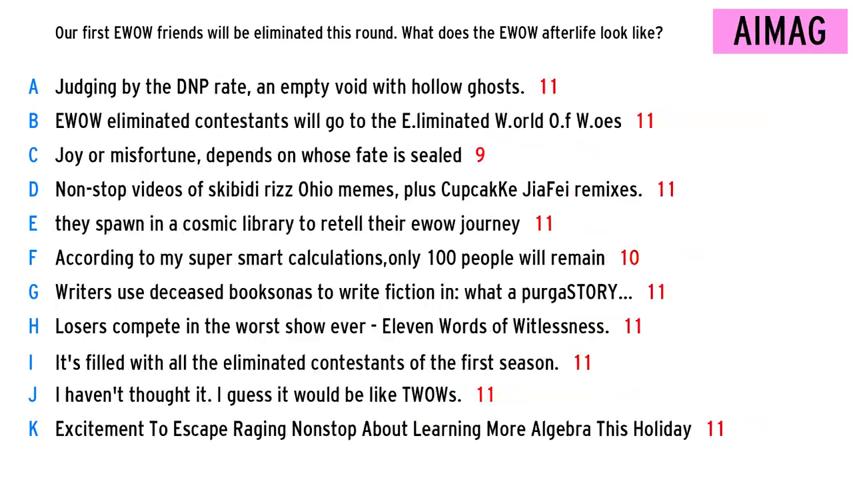 Our first EWOW friends will be eliminated this round. What does the EWOW afterlife look like?
AIMAG
A Judging by the DNP rate, an empty void with hollow ghosts. 11
B EWOW eliminated contestants will go to the E.liminated W.orld O.f W.oes 11
C Joy or misfortune, depends on whose fate is sealed 9
D Non-stop videos of skibidi rizz Ohio memes, plus CupcakKe JiaFei remixes. 11
E they spawn in a cosmic library to retell their ewow journey 11
F According to my super smart calculations,only 100 people will remain 10
G Writers use deceased booksonas to write fiction in: what a purgaSTORY... 11
H Losers compete in the worst show ever - Eleven Words of Witlessness. 11
I It's filled with all the eliminated contestants of the first season. 11
J I haven't thought it. I guess it would be like TWOWs. 11
K Excitement To Escape Raging Nonstop About Learning More Algebra This Holiday 11